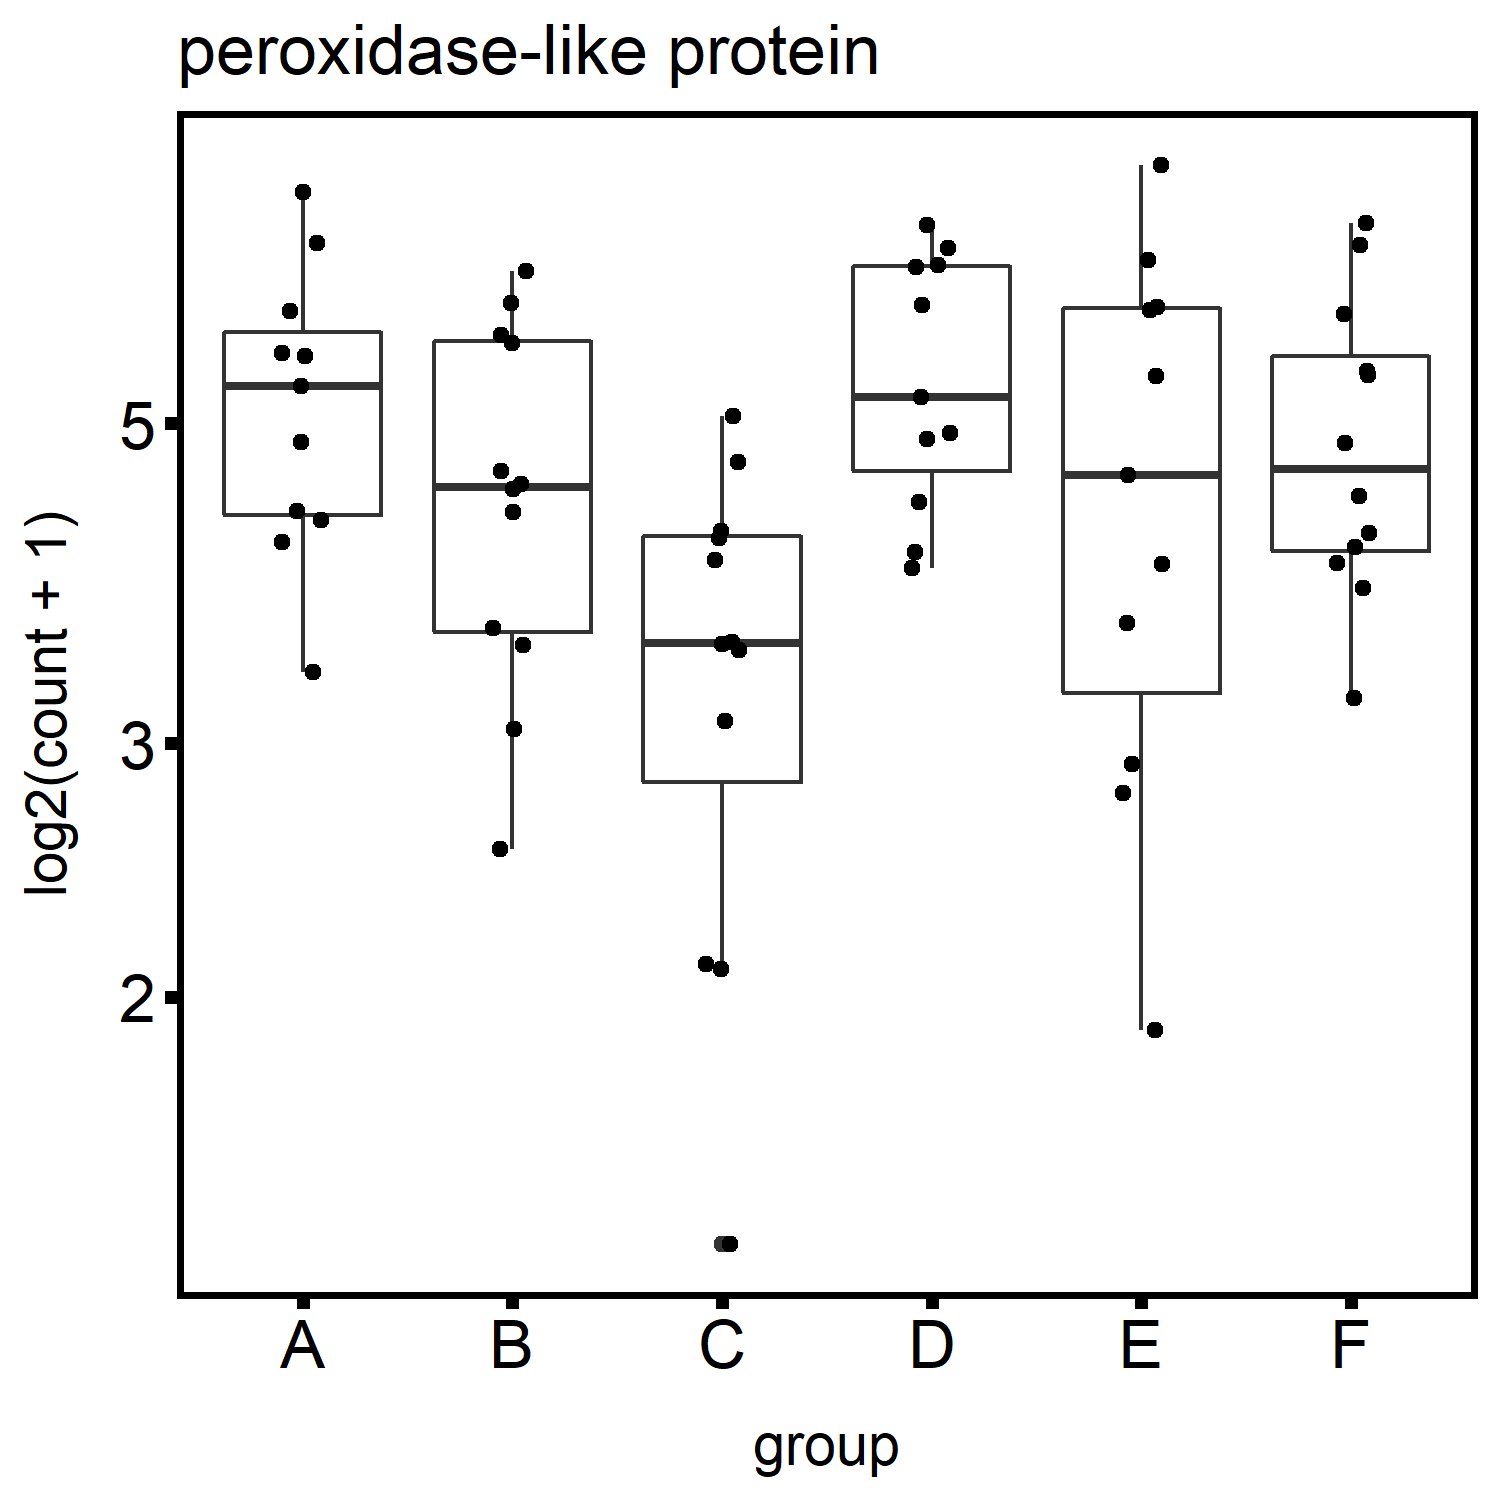 peroxidase-like protein
log2(count + 1)
5
3
2
A B C D E F
group